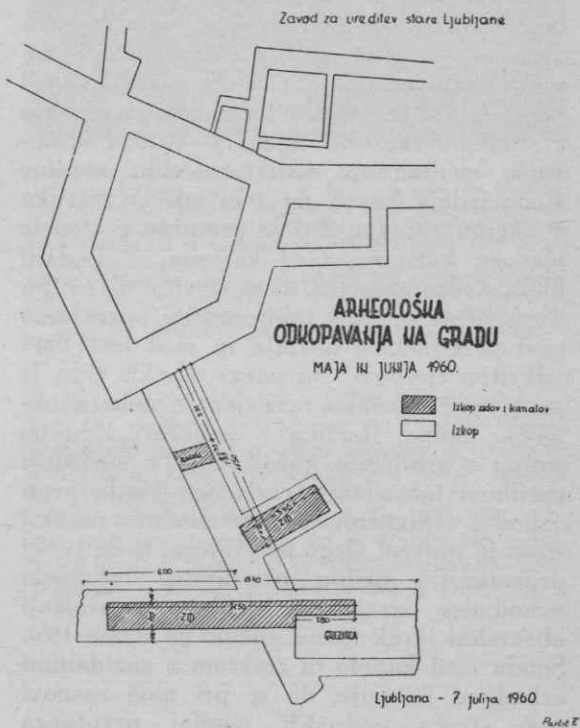 Zavod za ureditev stare Ljubljane
ARHEOLOŠKA
ODKOPAVANJA NA GRADU
MAJA IN JUNIJA 1960.
Izkop zidov i kanalov
Izkop
ZID
600
ZID
GREZNICA
Ljubljana - 7. julija 1960.